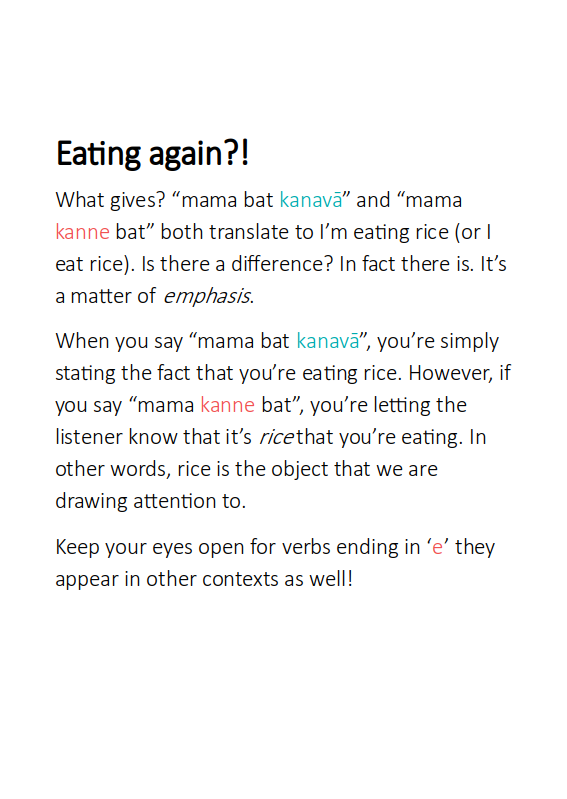 Eating again?!
What gives? “mama bat kanavā” and “mama
kanne bat” both translate to I’m eating rice (or I
eat rice). Is there a difference? In fact there is. It’s
a matter of emphasis.
When you say “mama bat kanavā”, you’re simply
stating the fact that you’re eating rice. However, if
you say “mama kanne bat”, you’re letting the
listener know that it’s rice that you’re eating. In
other words, rice is the object that we are
drawing attention to.
Keep your eyes open for verbs ending in ‘e’ they
appear in other contexts as well!